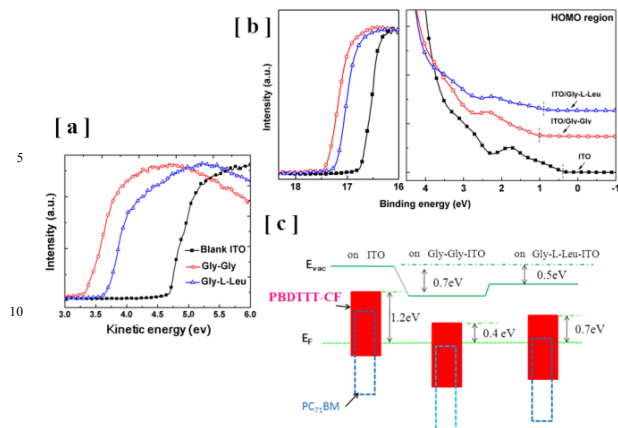 [ a ]
5
10
Intensity (a.u.)
Blank ITO
Gly-Gly
Gly-L-Leu
3.0 3.5 4.0 4.5 5.0 5.5 6.0
Kinetic energy (ev)
[ b ]
Intensity (a.u.)
HOMO region
ITO/Gly-L-Leu
ITO/Gly-Gly
ITO
18 17 16 4 3 2 1 0 -1
Binding energy (eV)
[ c ]
on ITO on Gly-Gly-ITO on Gly-L-Leu-ITO
Evac
0.7eV
0.5eV
PBDTTT-CF
1.2eV
0.4 eV
0.7eV
EF
PC71BM